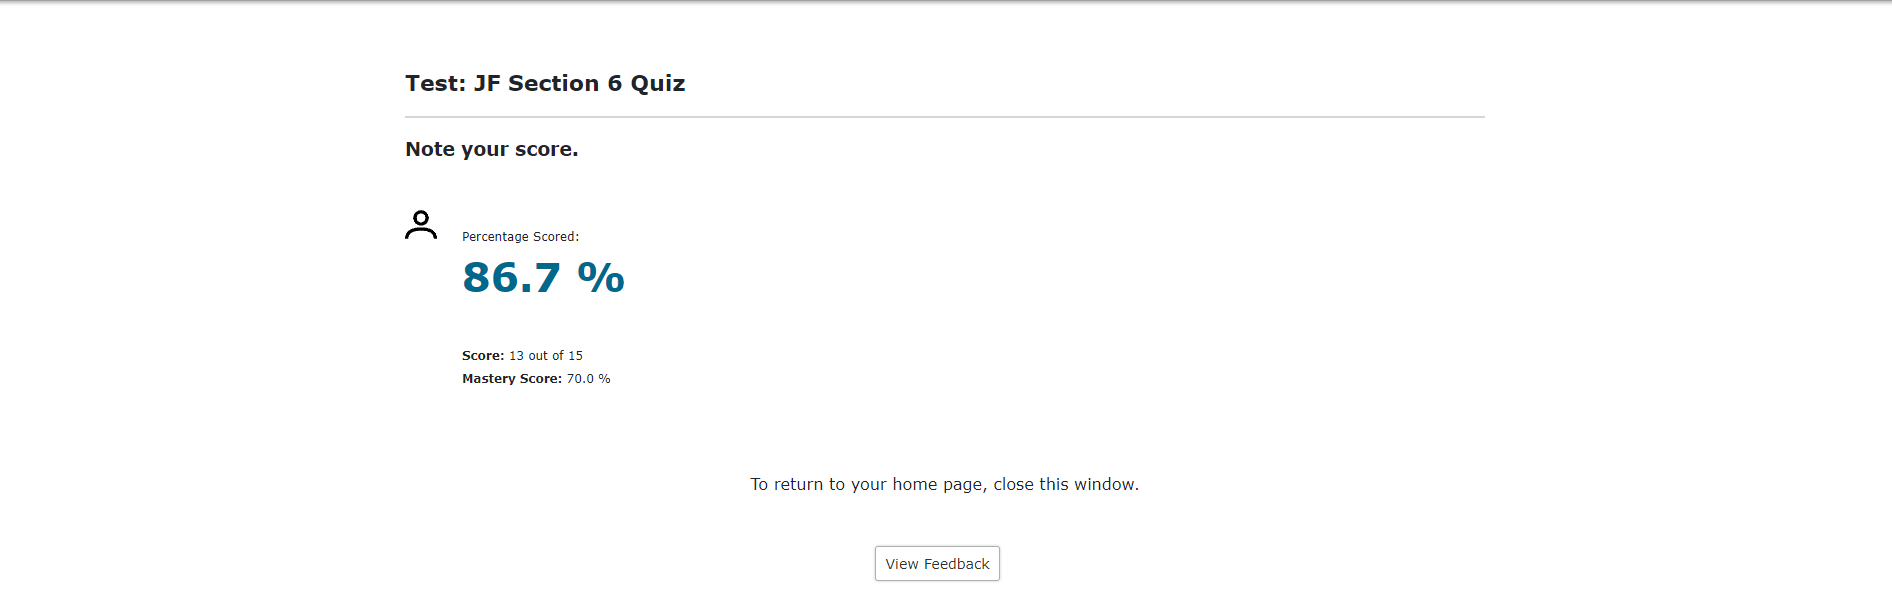 Test: JF Section 6 Quiz
Note your score.
Percentage Scored:
86.7 %
Score: 13 out of 15
Mastery Score: 70.0 %
To return to your home page, close this window.
View Feedback